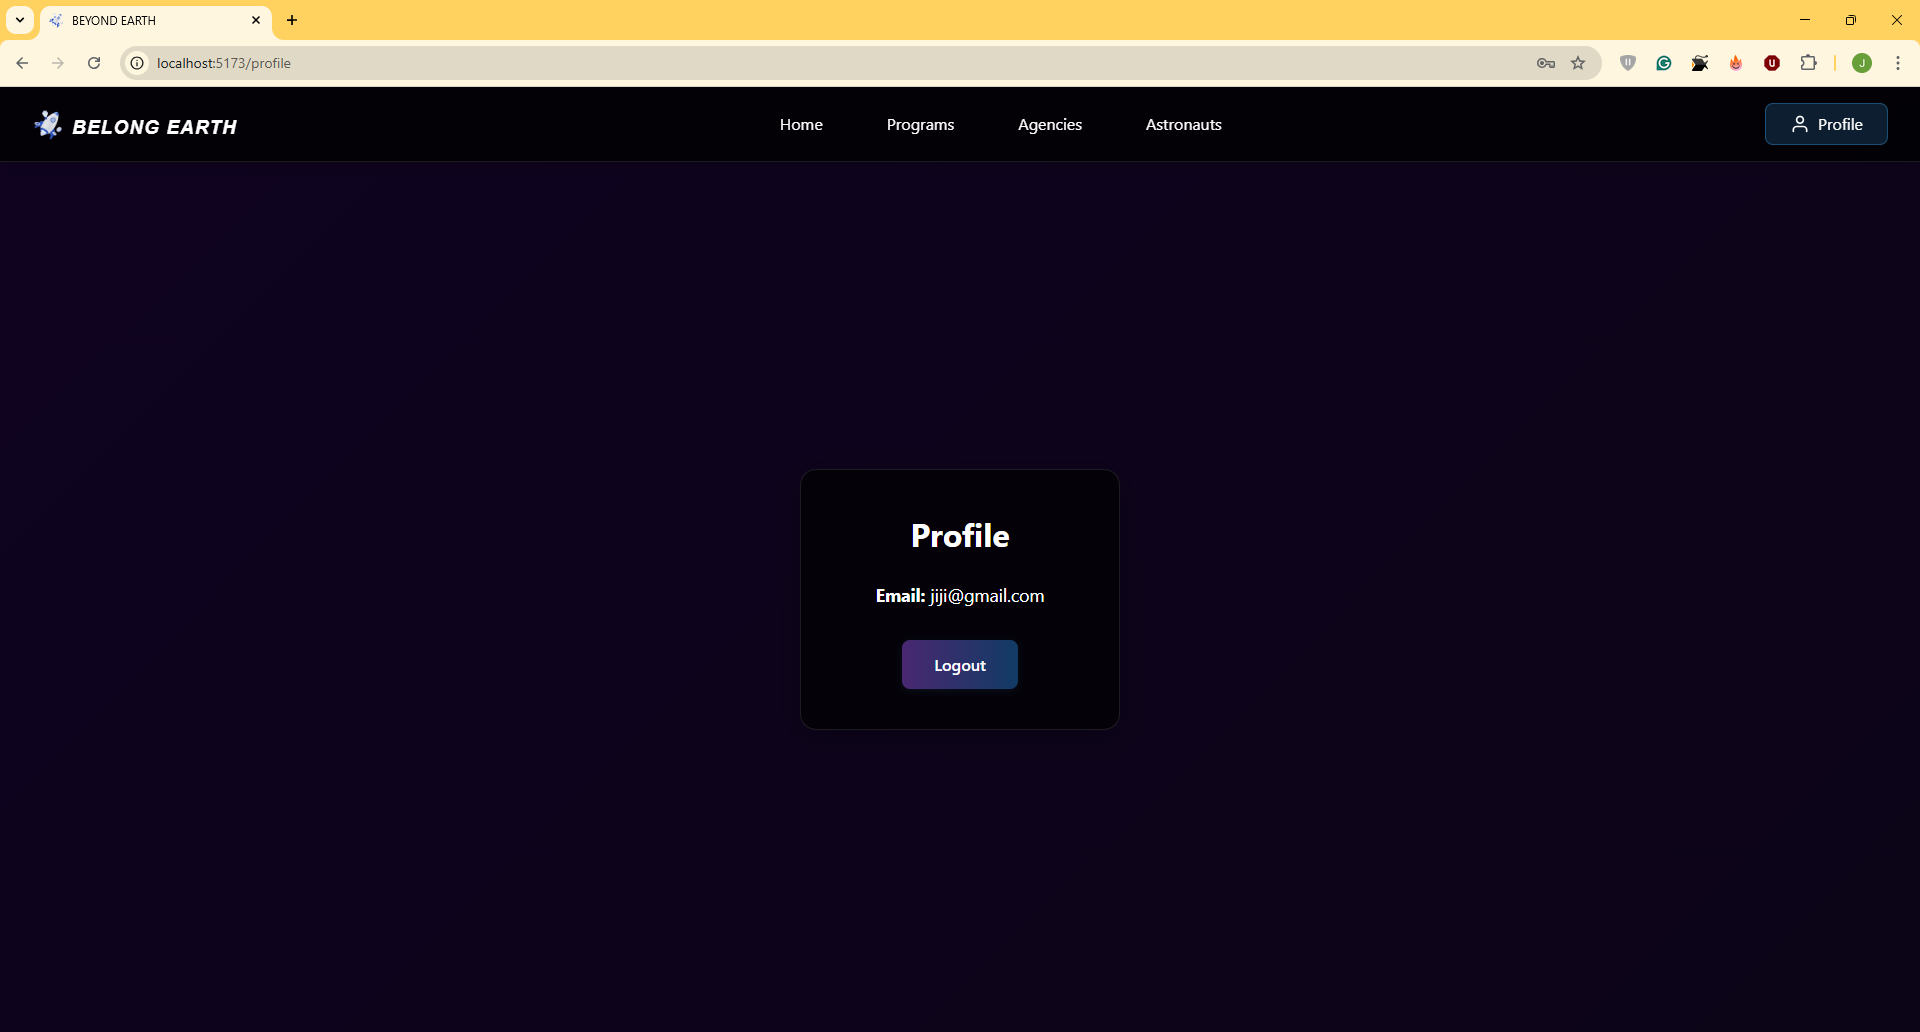 BEYOND EARTH
localhost:5173/profile
J
BELONG EARTH
Home
Programs
Agencies
Astronauts
Profile
Profile
Email: jiji@gmail.com
Logout